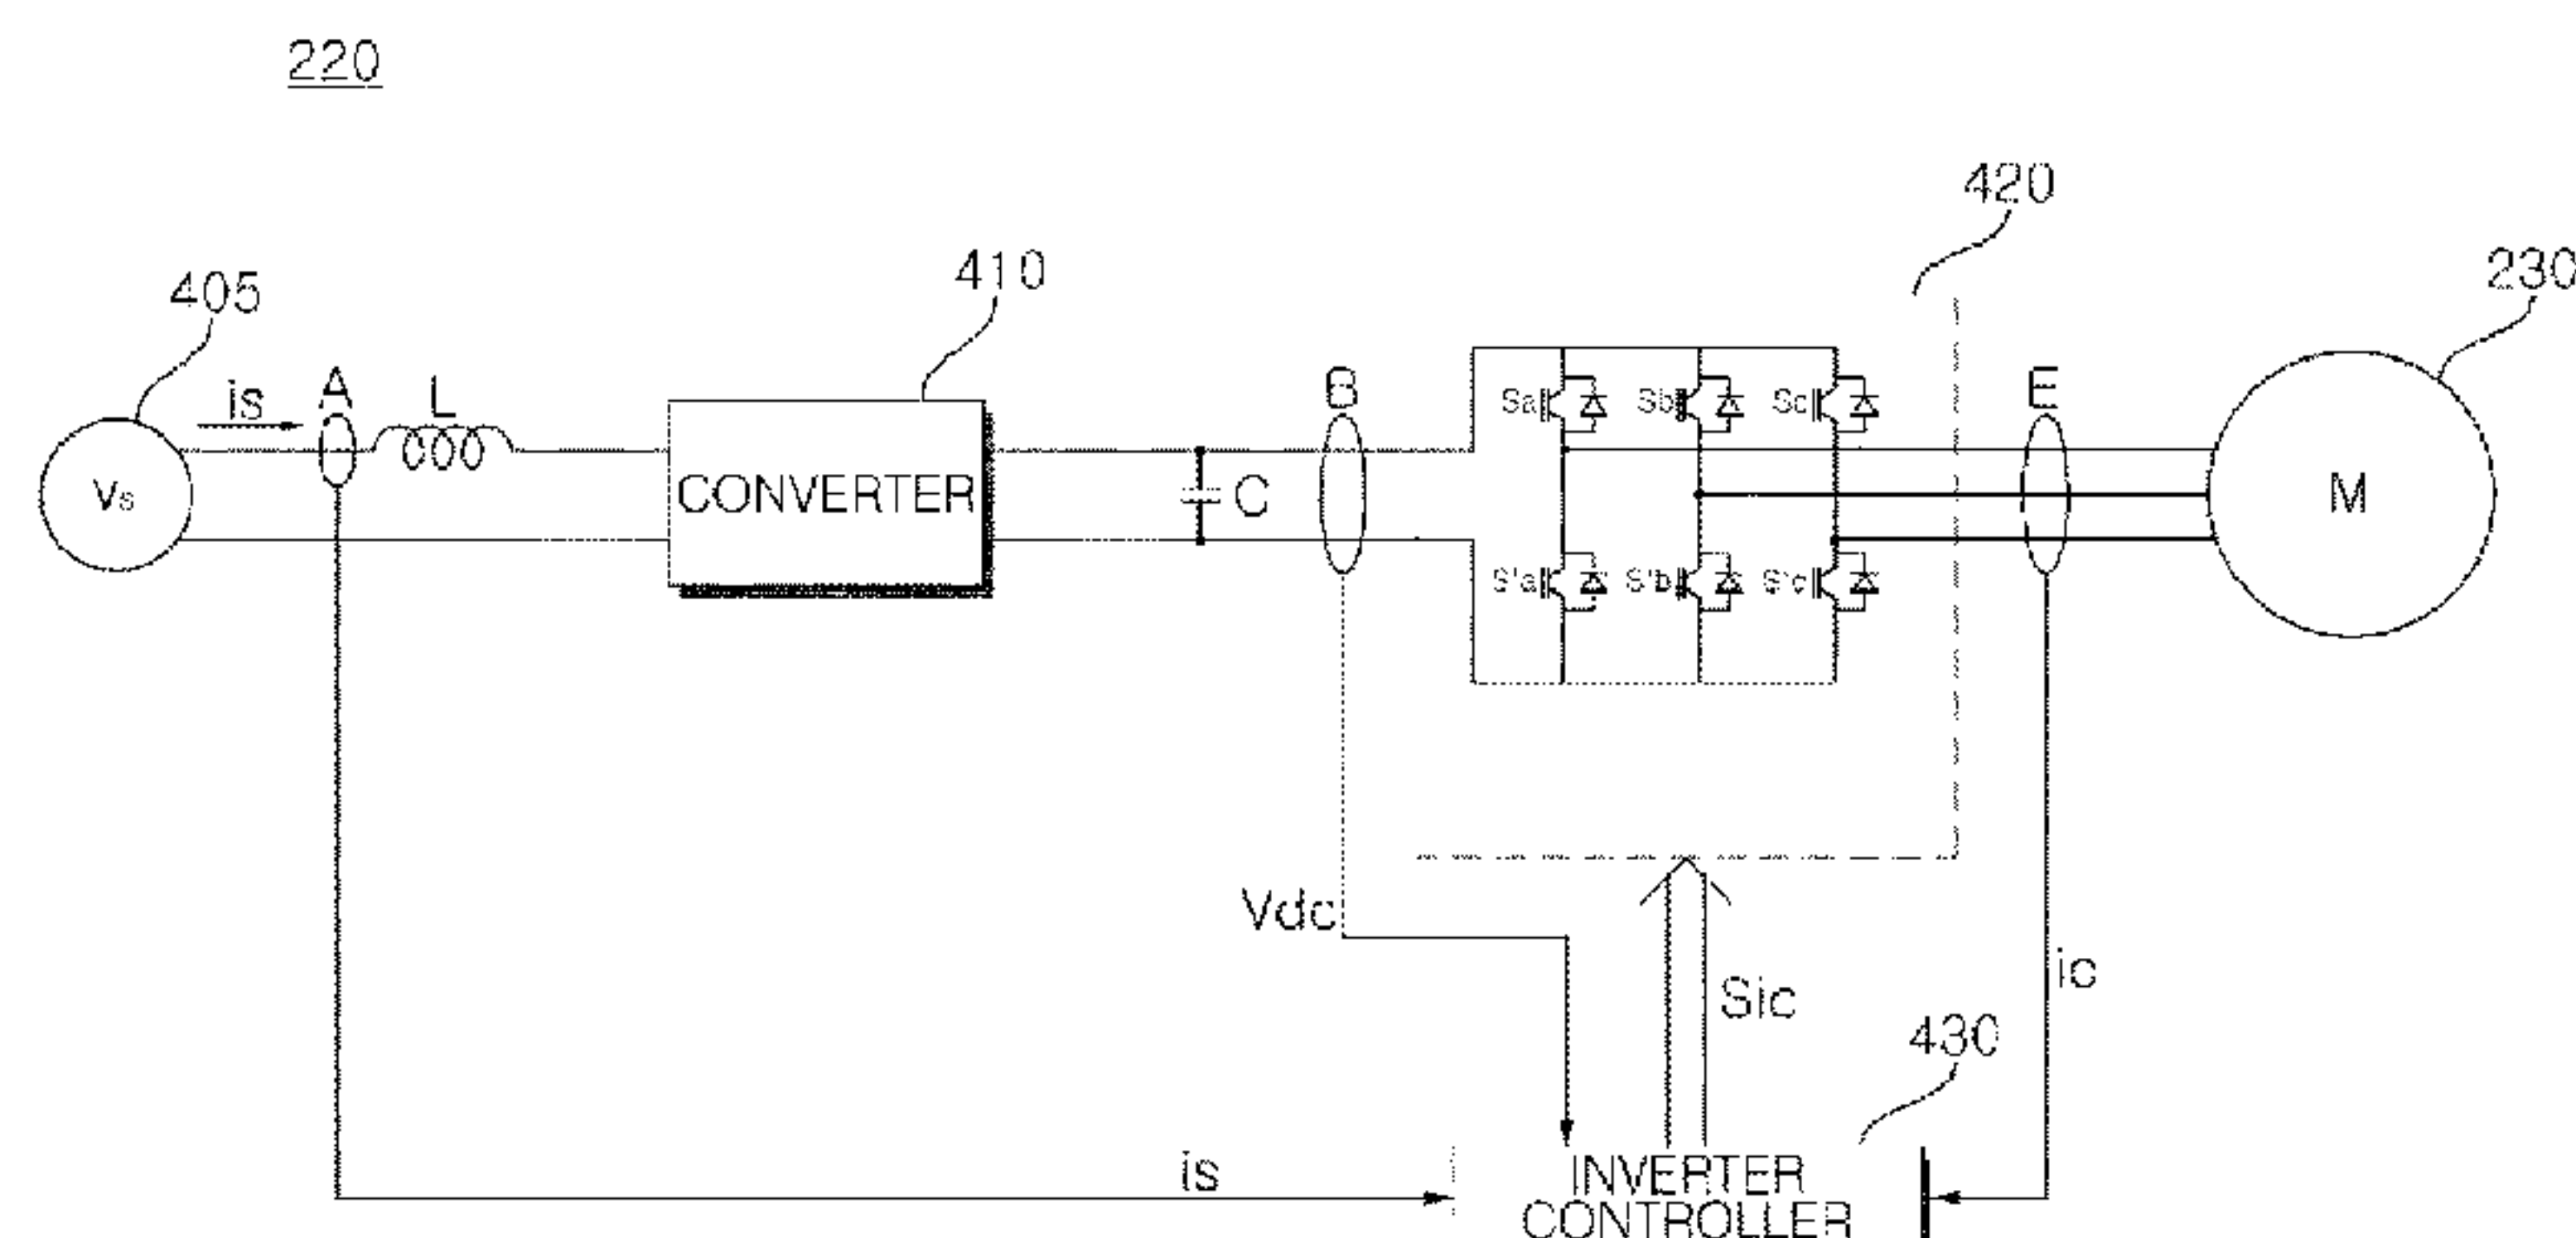 220
420
410
230
405
is
A
L
B
E
Sa
Sb
Sc
Vs
CONVERTER
C
M
S'a
S'b
S'c
Vdc
Sic
ic
430
is
INVERTER
CONTROLLER